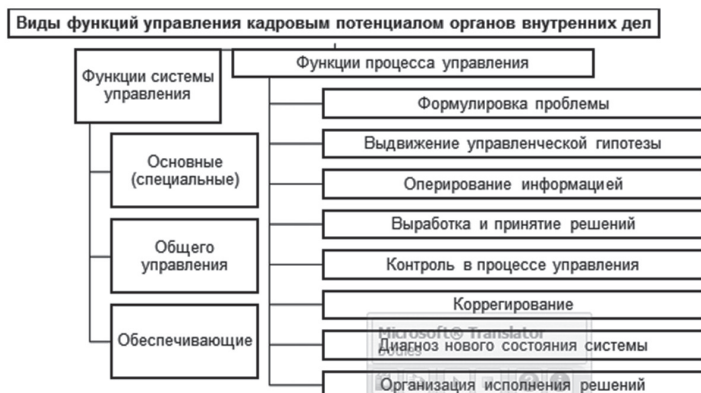 Виды функций управления кадровым потенциалом органов внутренних дел
Функции системы
управления
Основные
(специальные)
Общего
управления
Обеспечивающие
Функции процесса управления
Формулировка проблемы
Выдвижение управленческой гипотезы
Оперирование информацией
Выработка и принятие решений
Контроль в процессе управления
Коррегирование
Microsoft® Translator
Диагноз нового состояния системы
Организация исполнения решений